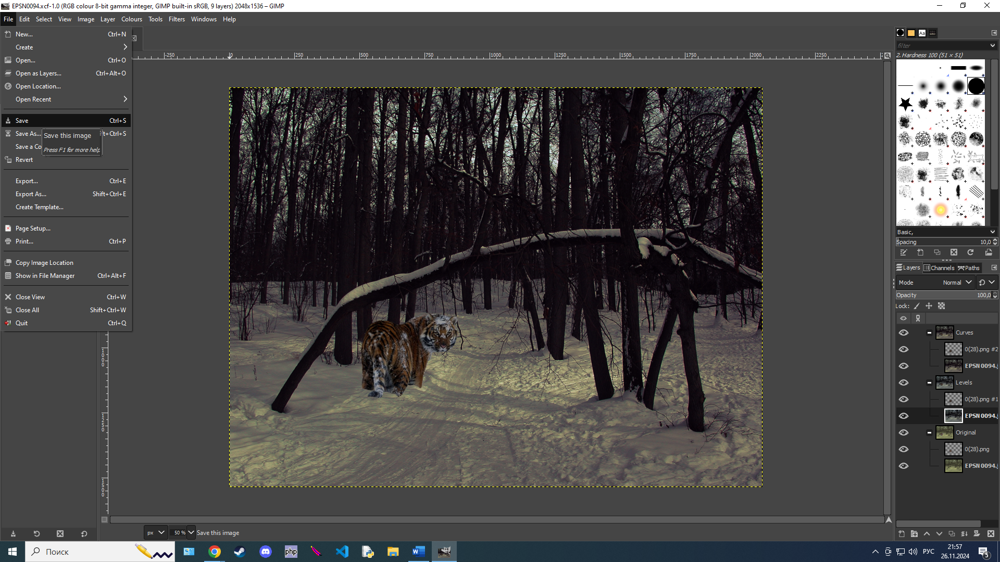 EPSN0094.xcf-1.0 (RGB colour 8-bit gamma integer, GIMP built-in sRGB, 9 layers) 2048x1536 – GIMP
File Edit Select View Image Layer Colours Tools Filters Windows Help
New... Ctrl+N
Create
Open... Ctrl+O
Open as Layers... Ctrl+Alt+O
Open Location...
Open Recent
Save Ctrl+S
Save As... ft+Ctrl+S
Save a Co
Save this image
Press F1 for more help
Revert
Export... Ctrl+E
Export As... Shift+Ctrl+E
Create Template...
Page Setup...
Print... Ctrl+P
Copy Image Location
Show in File Manager Ctrl+Alt+F
Close View Ctrl+W
Close All Shift+Ctrl+W
Quit Ctrl+Q
-250 0 250 500 750 1000 1250 1500 1750 2000 2250
1000
1250
1500
px 50 % Save this image
Aa
filter
2. Hardness 100 (51 × 51)
Basic,
Spacing 10,0
Layers Channels Paths
Mode Normal
Opacity 100,0
Lock:
Curves
0(28).png #2
EPSN0094.j
Levels
0(28).png #1
EPSN0094.j
Original
0(28).png
EPSN0094.j
Поиск
php
W
РУС
21:57
26.11.2024
5